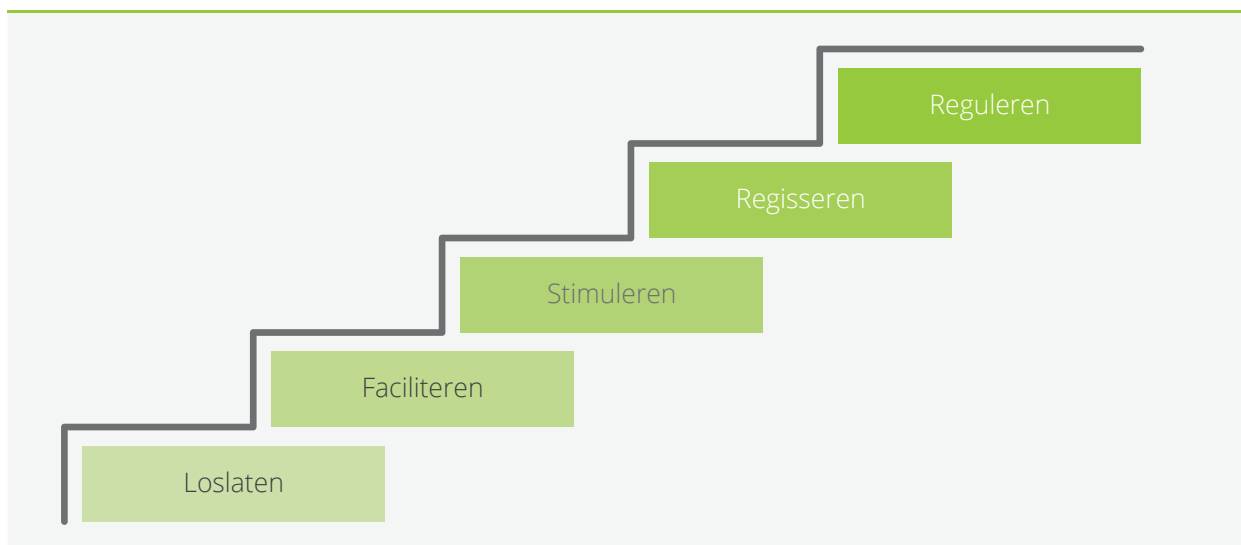 Reguleren
Regisseren
Stimuleren
Faciliteren
Loslaten